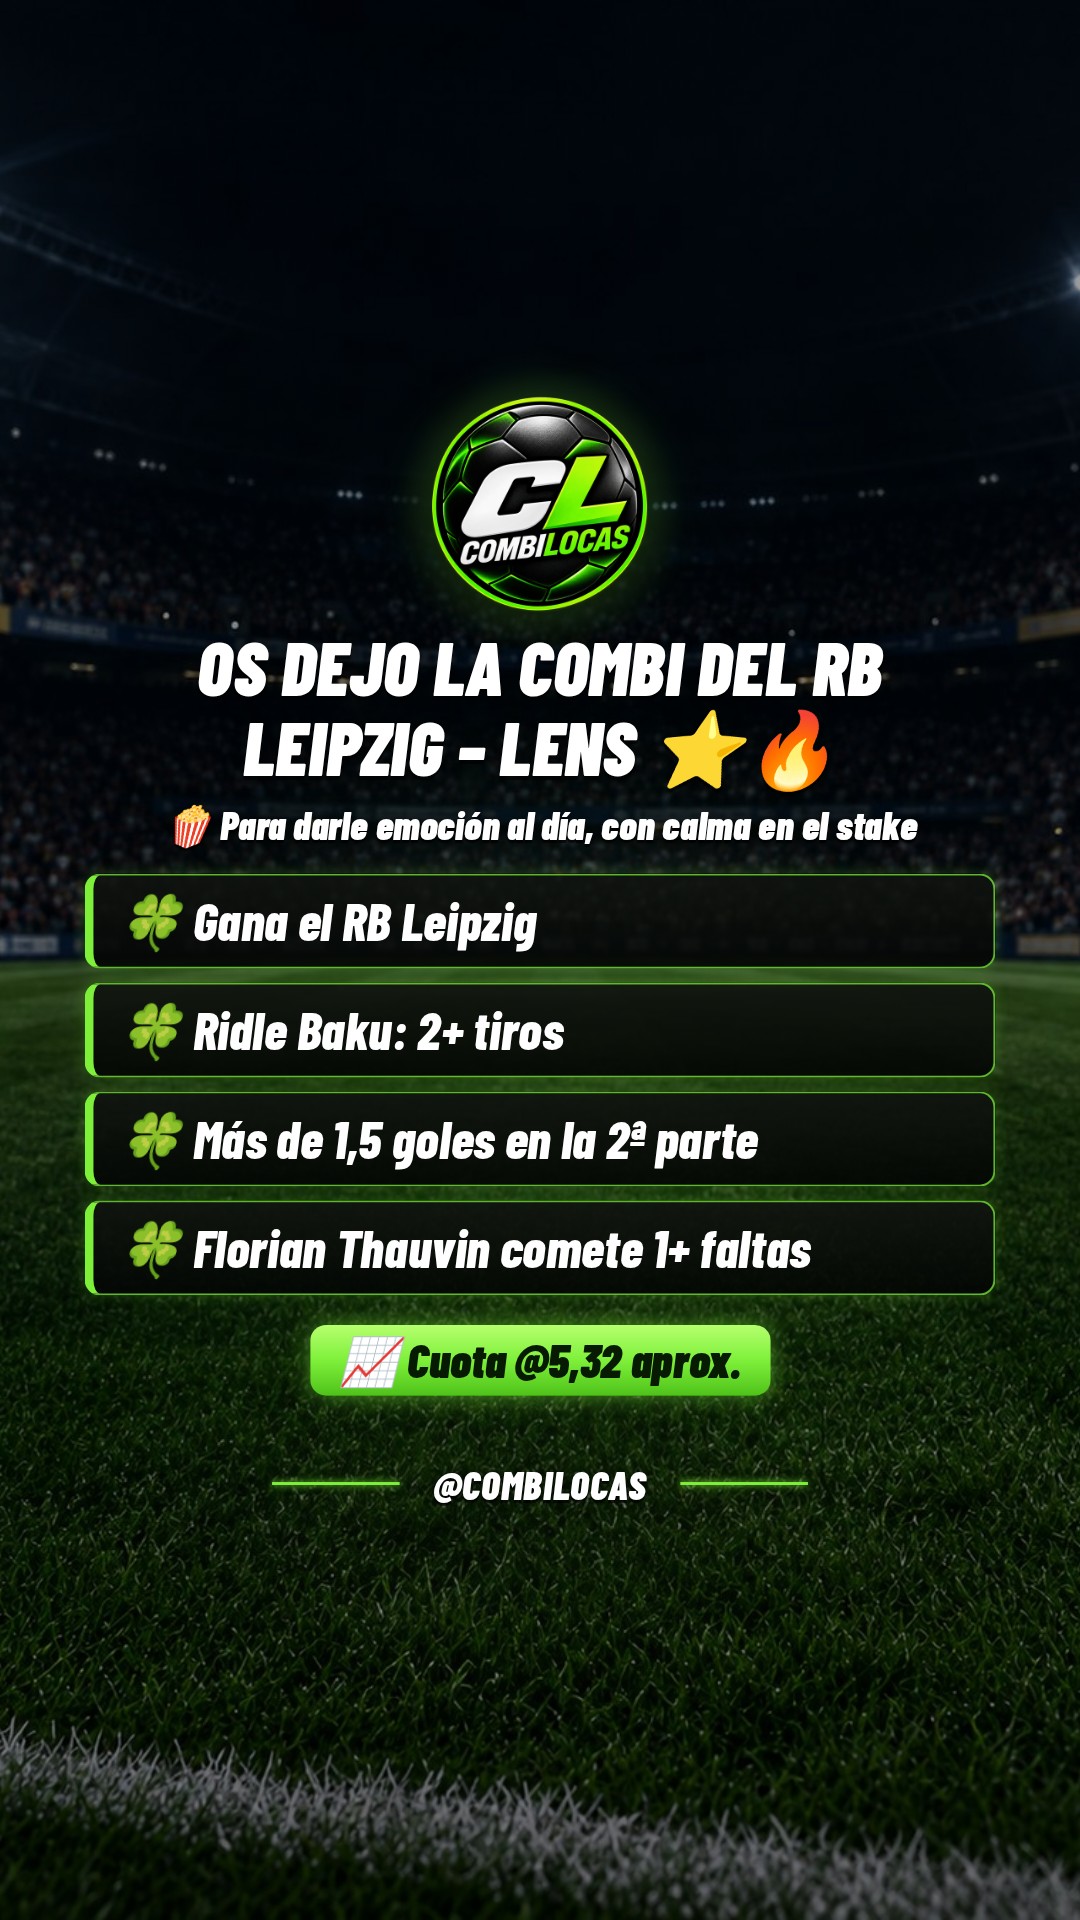 CL
COMBILOCAS
OS DEJO LA COMBI DEL RB
LEIPZIG - LENS ⭐🔥
🍿 Para darle emoción al día, con calma en el stake
🍀 Gana el RB Leipzig
🍀 Ridle Baku: 2+ tiros
🍀 Más de 1,5 goles en la 2ª parte
🍀 Florian Thauvin comete 1+ faltas
📈 Cuota @5,32 aprox.
@COMBILOCAS